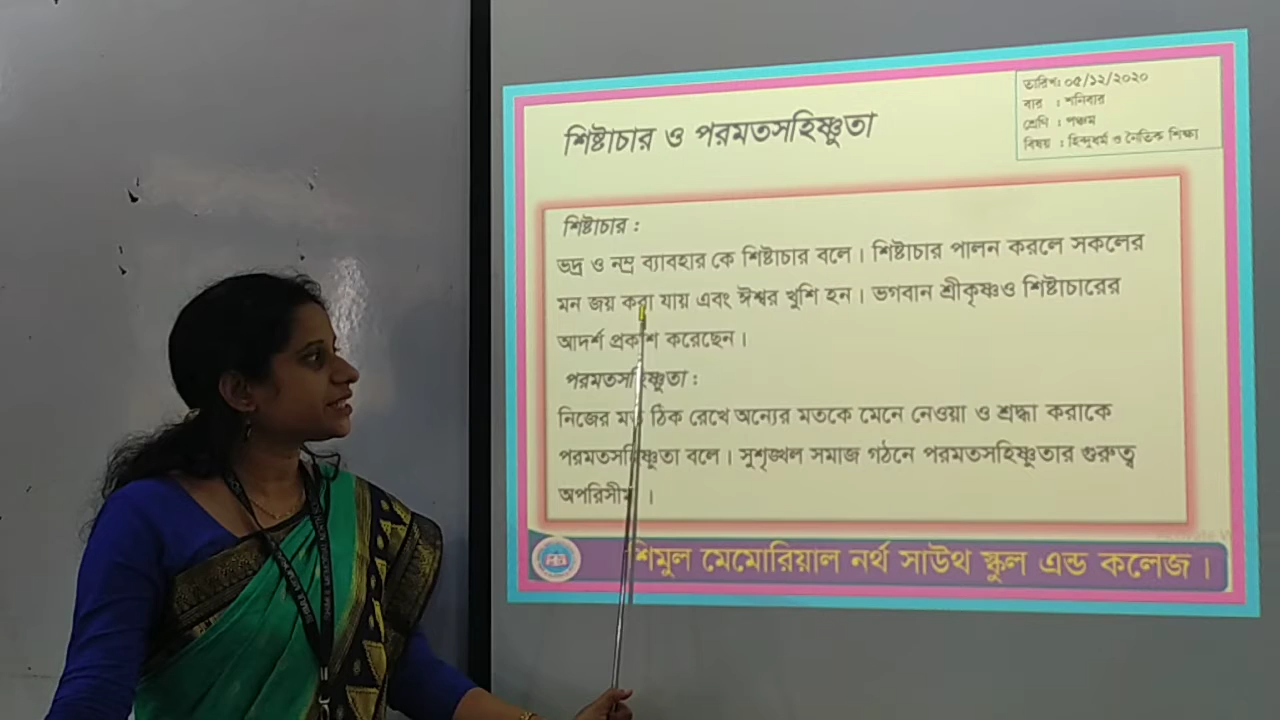 তারিখ: ০৫/১২/২০২০
বার : শনিবার
শ্রেণি : পঞ্চম
বিষয় : হিন্দুধর্ম ও নৈতিক শিক্ষা
শিষ্টাচার ও পরমতসহিষ্ণুতা
শিষ্টাচার :
ভদ্র ও নম্র ব্যাবহার কে শিষ্টাচার বলে । শিষ্টাচার পালন করলে সকলের
মন জয় করা যায় এবং ঈশ্বর খুশি হন । ভগবান শ্রীকৃষ্ণও শিষ্টাচারের
আদর্শ প্রকাশ করেছেন ।
পরমতসহিষ্ণুতা :
নিজের মত ঠিক রেখে অন্যের মতকে মেনে নেওয়া ও শ্রদ্ধা করাকে
পরমতসহিষ্ণুতা বলে । সুশৃঙ্খল সমাজ গঠনে পরমতসহিষ্ণুতার গুরুত্ব
অপরিসীম ।
শিমুল মেমোরিয়াল নর্থ সাউথ স্কুল এন্ড কলেজ ।